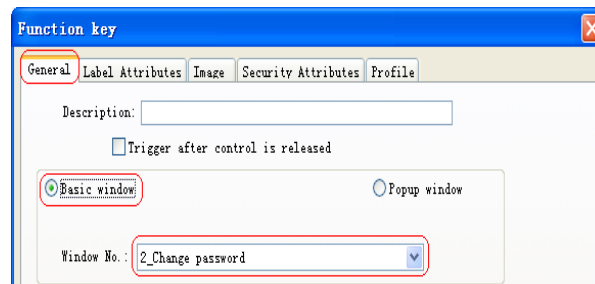 Function key
General Label Attributes Image Security Attributes Profile
Description:
Trigger after control is released
Basic window Popup window
Window No.: 2_Change password